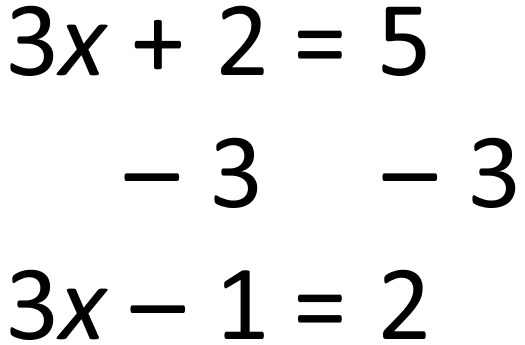 3x + 2 = 5
− 3 − 3
3x − 1 = 2